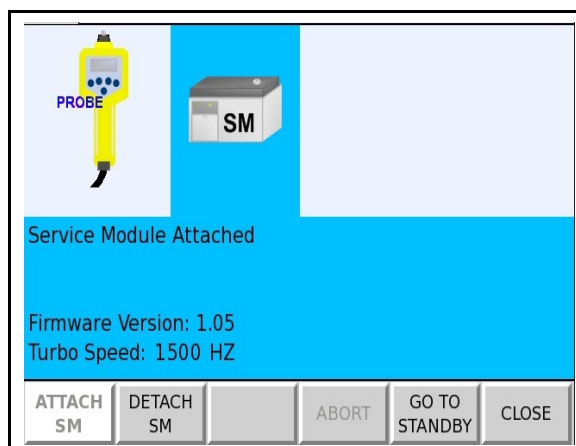 PROBE
SM
Service Module Attached
Firmware Version: 1.05
Turbo Speed: 1500 HZ
ATTACH
SM
DETACH
SM
ABORT
GO TO
STANDBY
CLOSE